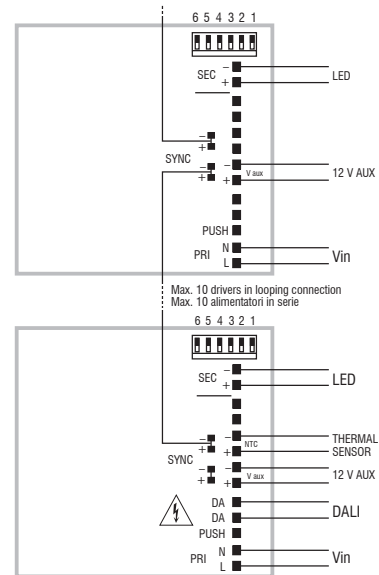 6 5 4 3 2 1
−
SEC
+
LED
−
+
SYNC
−
+
−
V aux
+
12 V AUX
PUSH
N
PRI
L
Vin
Max. 10 drivers in looping connection
Max. 10 alimentatori in serie
6 5 4 3 2 1
−
SEC
+
LED
−
+
−
NTC
+
THERMAL
SENSOR
SYNC
−
+
−
V aux
+
12 V AUX
DA
DA
DALI
PUSH
N
PRI
L
Vin